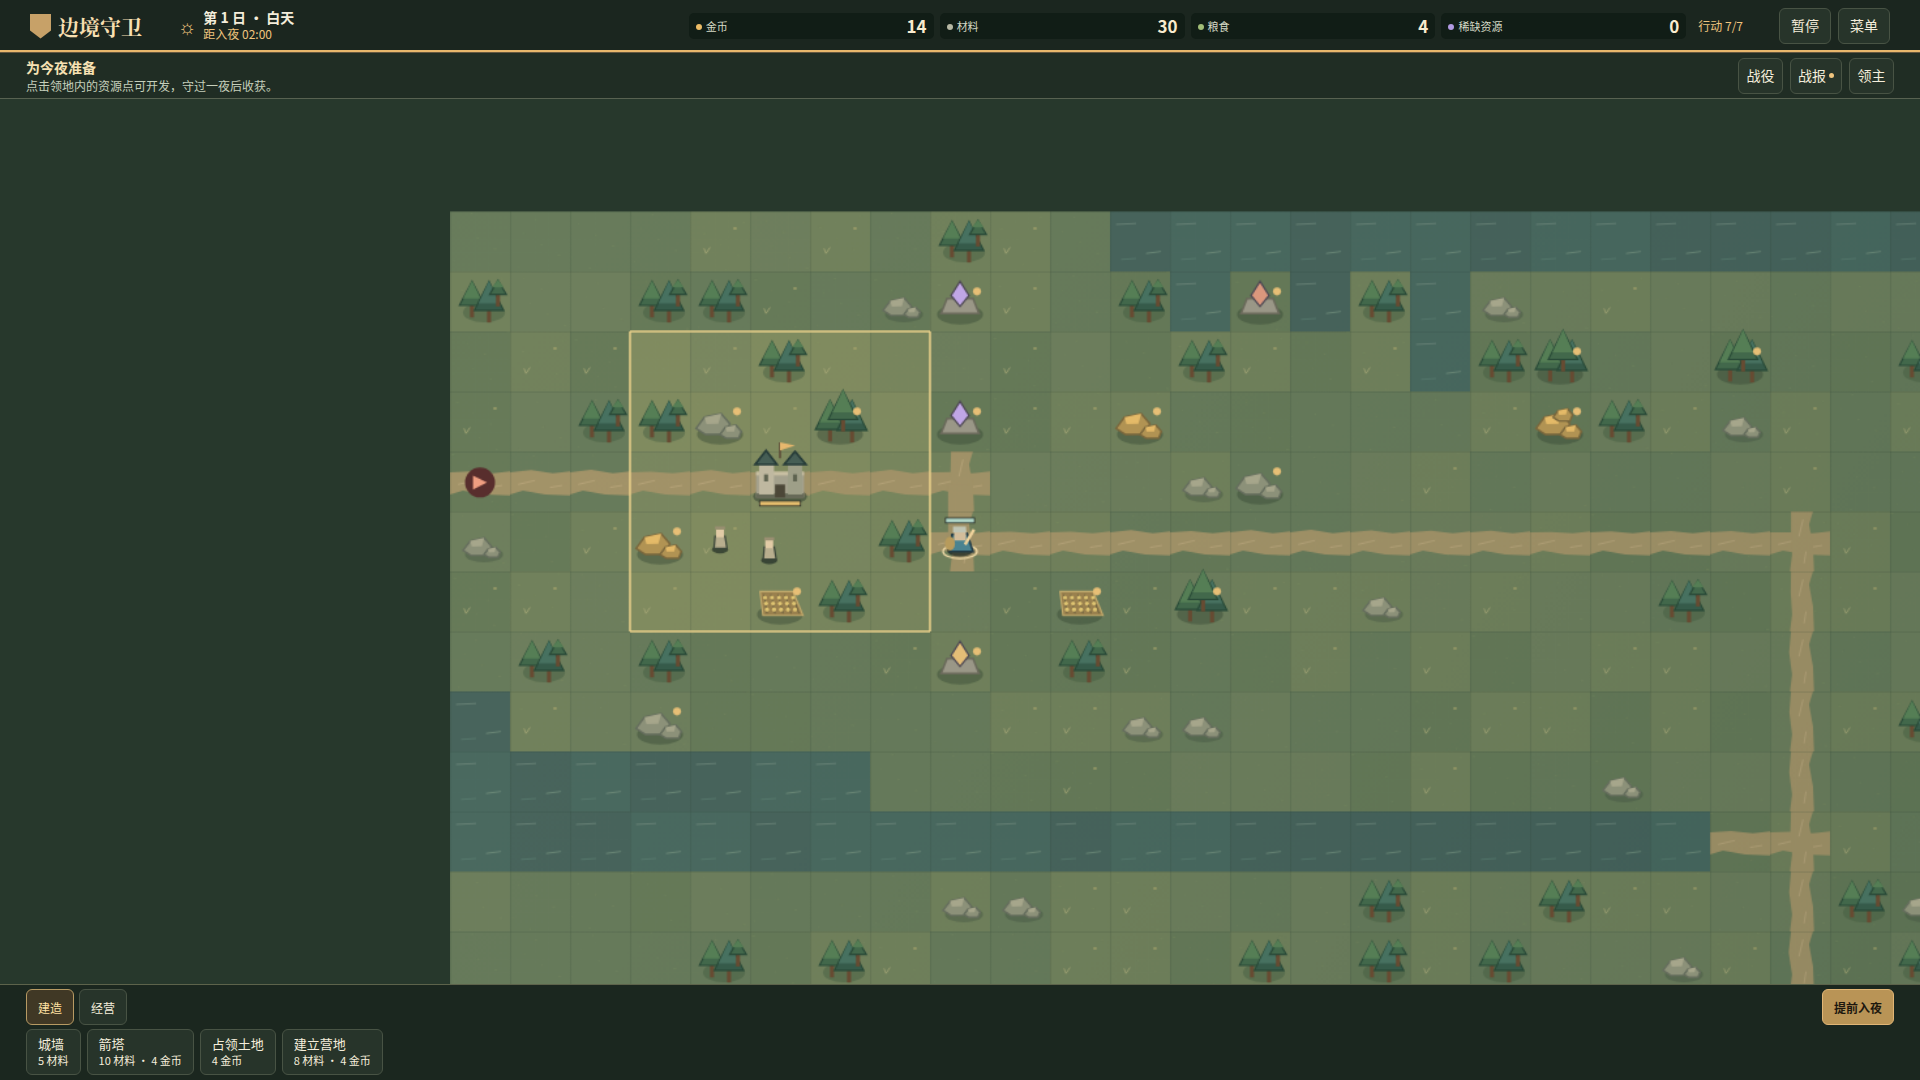 边境守卫
第 1 日 · 白天
距入夜 02:00
金币 14
材料 30
粮食 4
稀缺资源 0
行动 7/7
暂停
菜单
为今夜准备
点击领地内的资源点可开发，守过一夜后收获。
战役
战报
领主
建造
经营
提前入夜
城墙
5 材料
箭塔
10 材料 · 4 金币
占领土地
4 金币
建立营地
8 材料 · 4 金币